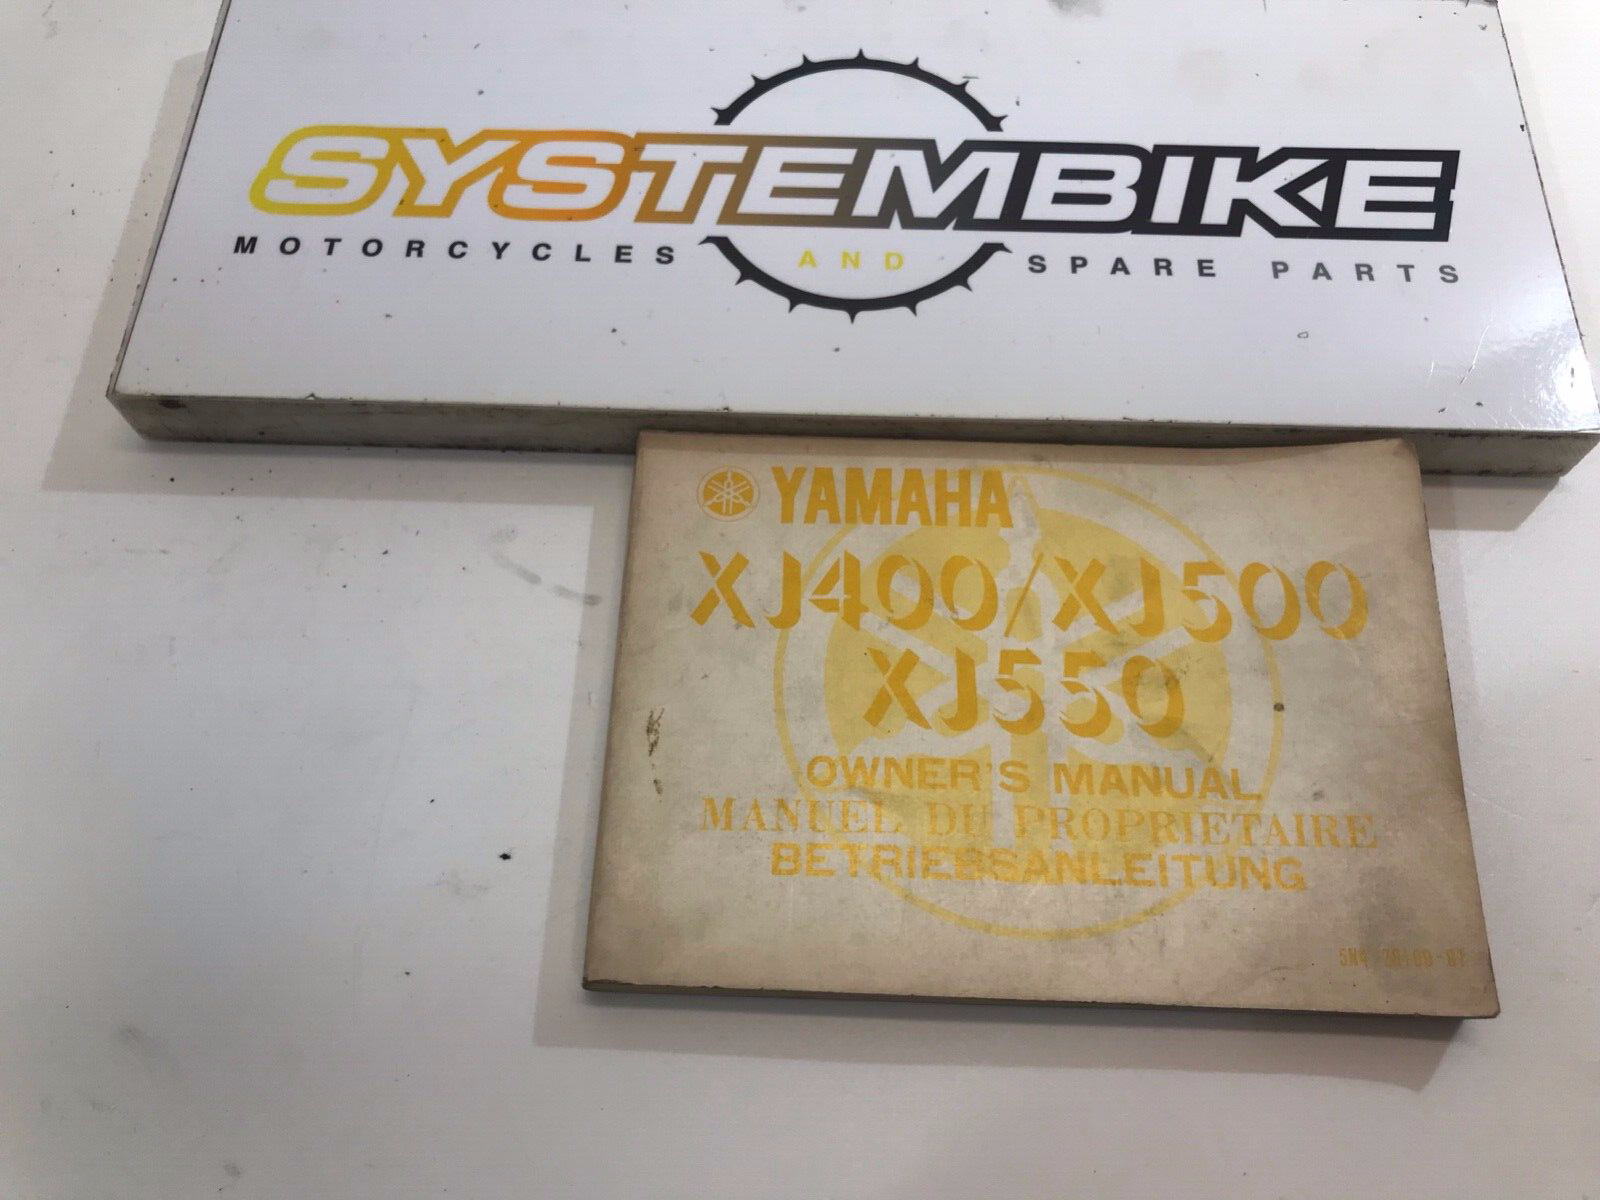 SYSTEMBIKE
MOTORCYCLES AND SPARE PARTS
YAMAHA
XJ400/XJ500
XJ550
OWNER'S MANUAL
MANUEL DU PROPRIETAIRE
BETRIEBSANLEITUNG